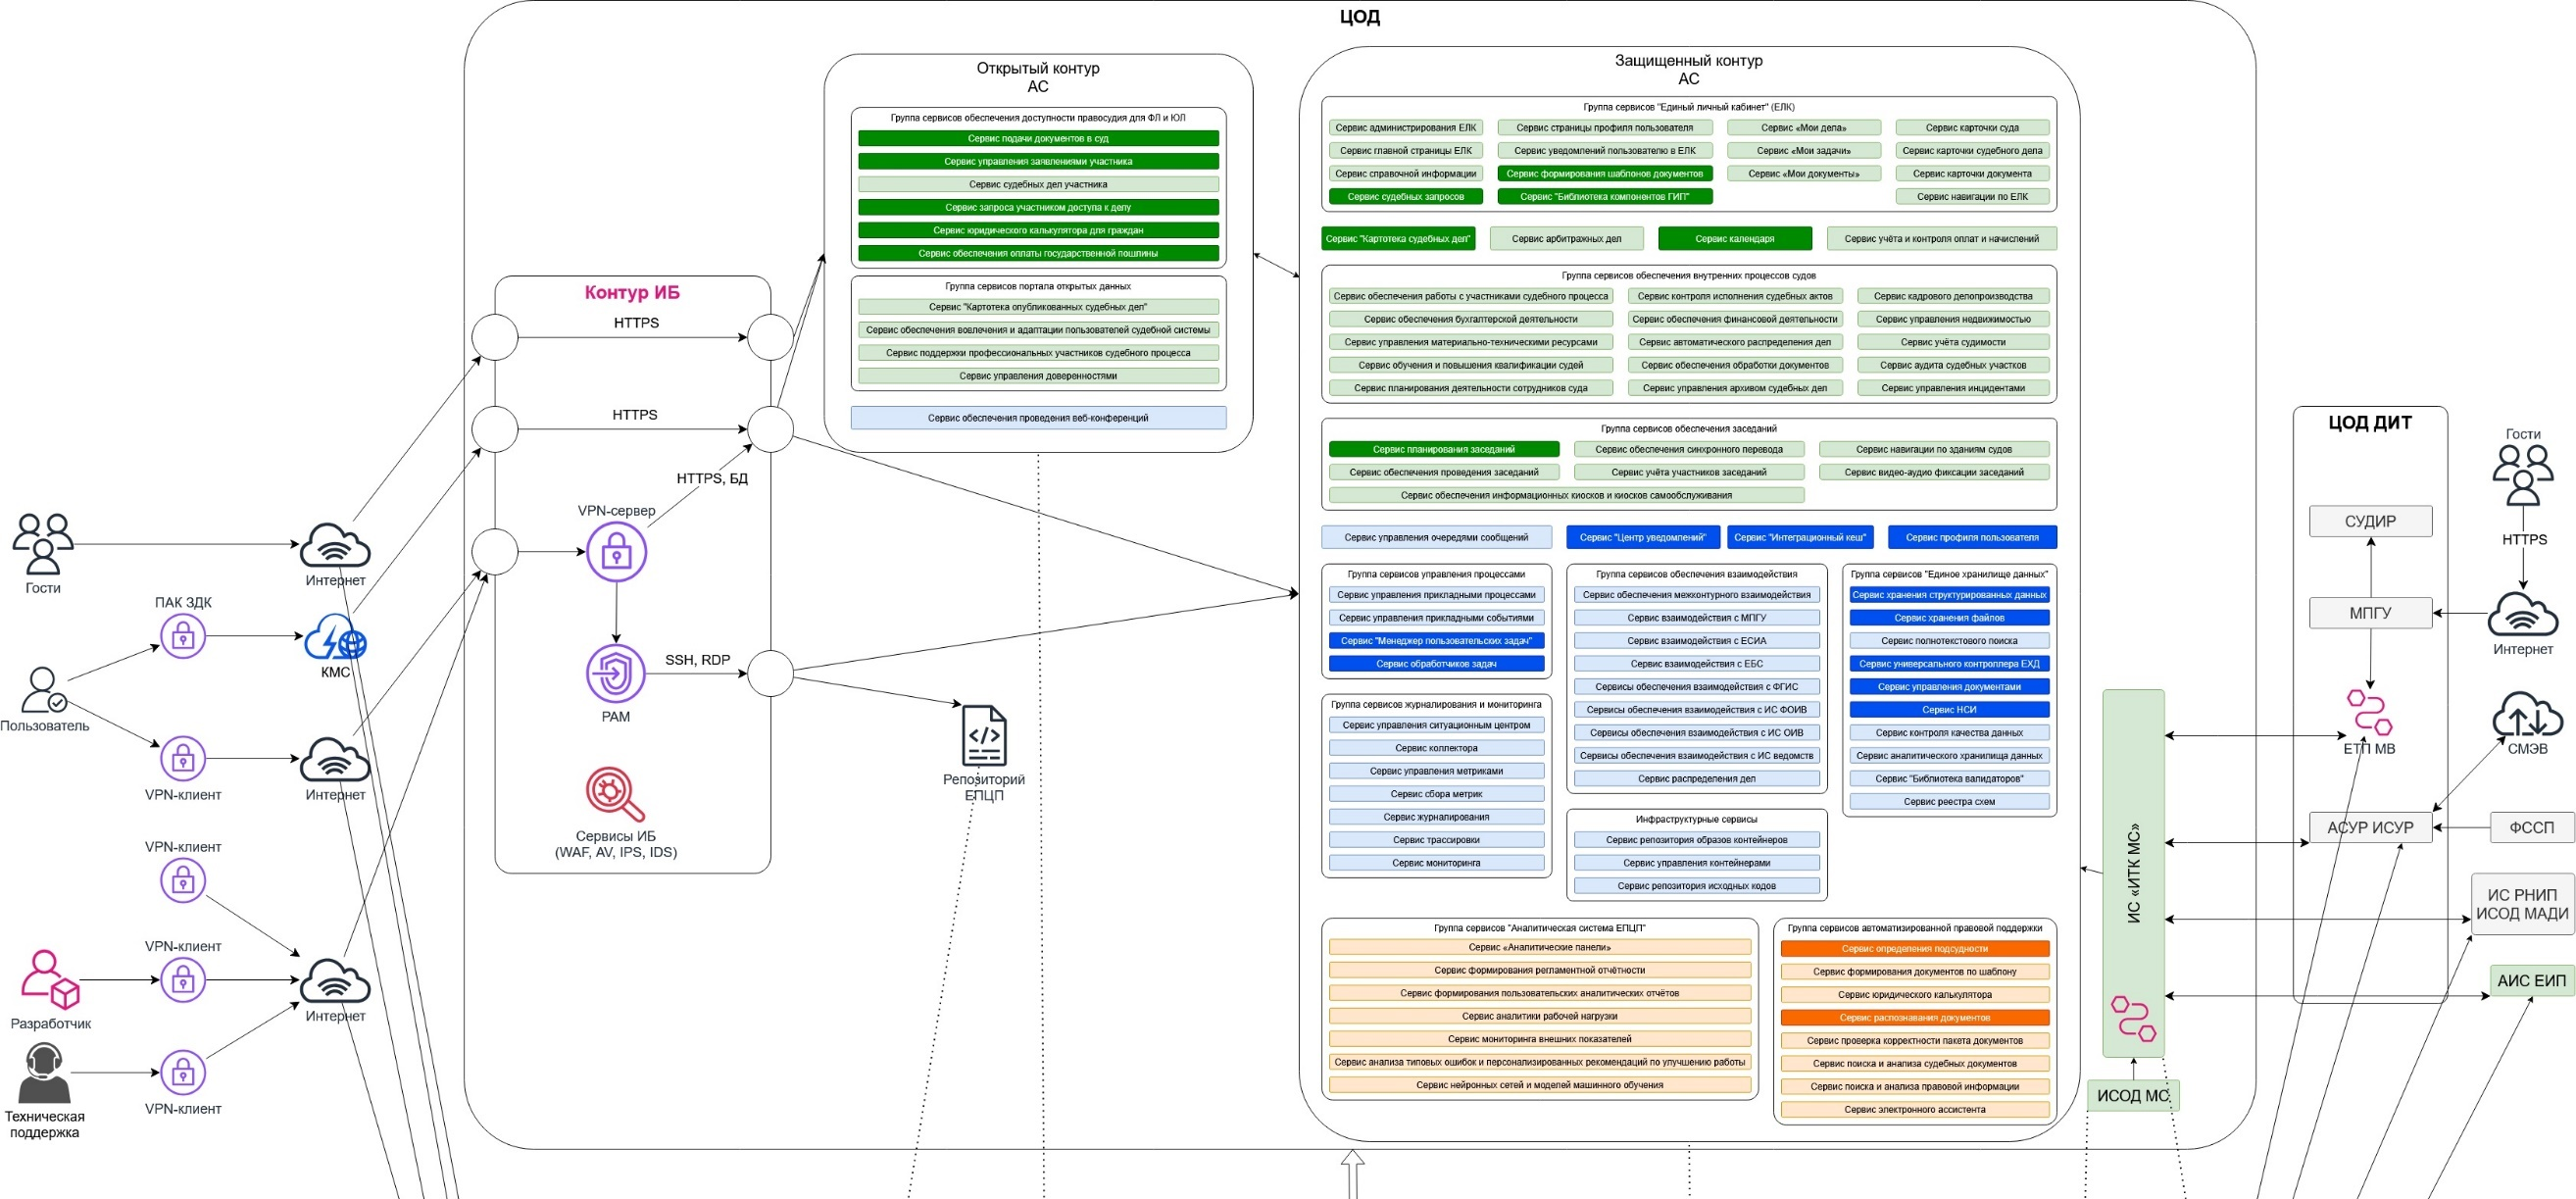 ЦОД
Открытый контур
АС
Группа сервисов обеспечения доступности правосудия для ФЛ и ЮЛ
Сервис подачи документов в суд
Сервис управления заявлениями участника
Сервис судебных дел участника
Сервис запроса участником доступа к делу
Сервис юридического калькулятора для граждан
Сервис обеспечения оплаты государственной пошлины
Группа сервисов портала открытых данных
Сервис "Картотека опубликованных судебных дел"
Сервис обеспечения вовлечения и адаптации пользователей судебной системы
Сервис поддержки профессиональных участников судебного процесса
Сервис управления доверенностями
Сервис обеспечения проведения веб-конференций
Контур ИБ
HTTPS
HTTPS
HTTPS, БД
VPN-сервер
SSH, RDP
PAM
Сервисы ИБ
(WAF, AV, IPS, IDS)
Репозиторий
ЕПЦП
Гости
Интернет
ПАК ЗДК
КМС
Пользователь
VPN-клиент
Интернет
VPN-клиент
VPN-клиент
Разработчик
Интернет
Техническая
поддержка
VPN-клиент
Защищенный контур
АС
Группа сервисов "Единый личный кабинет" (ЕЛК)
Сервис администрирования ЕЛК
Сервис страницы профиля пользователя
Сервис «Мои дела»
Сервис карточки суда
Сервис главной страницы ЕЛК
Сервис уведомлений пользователю в ЕЛК
Сервис «Мои задачи»
Сервис карточки судебного дела
Сервис справочной информации
Сервис формирования шаблонов документов
Сервис «Мои документы»
Сервис карточки документа
Сервис судебных запросов
Сервис "Библиотека компонентов ГИП"
Сервис навигации по ЕЛК
Сервис "Картотека судебных дел"
Сервис арбитражных дел
Сервис календаря
Сервис учёта и контроля оплат и начислений
Группа сервисов обеспечения внутренних процессов судов
Сервис обеспечения работы с участниками судебного процесса
Сервис контроля исполнения судебных актов
Сервис кадрового делопроизводства
Сервис обеспечения бухгалтерской деятельности
Сервис обеспечения финансовой деятельности
Сервис управления недвижимостью
Сервис управления материально-техническими ресурсами
Сервис автоматического распределения дел
Сервис учёта судимости
Сервис обучения и повышения квалификации судей
Сервис обеспечения обработки документов
Сервис аудита судебных участков
Сервис планирования деятельности сотрудников суда
Сервис управления архивом судебных дел
Сервис управления инцидентами
Группа сервисов обеспечения заседаний
Сервис планирования заседаний
Сервис обеспечения синхронного перевода
Сервис навигации по зданиям судов
Сервис обеспечения проведения заседаний
Сервис учёта участников заседаний
Сервис видео-аудио фиксации заседаний
Сервис обеспечения информационных киосков и киосков самообслуживания
Сервис управления очередями сообщений
Сервис "Центр уведомлений"
Сервис "Интеграционный кеш"
Сервис профиля пользователя
Группа сервисов управления процессами
Сервис управления прикладными процессами
Сервис управления прикладными событиями
Сервис "Менеджер пользовательских задач"
Сервис обработчиков задач
Группа сервисов журналирования и мониторинга
Сервис управления ситуационным центром
Сервис коллектора
Сервис управления метриками
Сервис сбора метрик
Сервис журналирования
Сервис трассировки
Сервис мониторинга
Группа сервисов обеспечения взаимодействия
Сервис обеспечения межконтурного взаимодействия
Сервис взаимодействия с МПГУ
Сервис взаимодействия с ЕСИА
Сервис взаимодействия с ЕБС
Сервисы обеспечения взаимодействия с ФГИС
Сервисы обеспечения взаимодействия с ИС ФОИВ
Сервисы обеспечения взаимодействия с ИС ОИВ
Сервисы обеспечения взаимодействия с ИС ведомств
Сервис распределения дел
Инфраструктурные сервисы
Сервис репозитория образов контейнеров
Сервис управления контейнерами
Сервис репозитория исходных кодов
Группа сервисов "Единое хранилище данных"
Сервис хранения структурированных данных
Сервис хранения файлов
Сервис полнотекстового поиска
Сервис универсального контроллера ЕХД
Сервис управления документами
Сервис НСИ
Сервис контроля качества данных
Сервис аналитического хранилища данных
Сервис "Библиотека валидаторов"
Сервис реестра схем
Группа сервисов "Аналитическая система ЕПЦП"
Сервис «Аналитические панели»
Сервис формирования регламентной отчётности
Сервис формирования пользовательских аналитических отчётов
Сервис аналитики рабочей нагрузки
Сервис мониторинга внешних показателей
Сервис анализа типовых ошибок и персонализированных рекомендаций по улучшению работы
Сервис нейронных сетей и моделей машинного обучения
Группа сервисов автоматизированной правовой поддержки
Сервис определения подсудности
Сервис формирования документов по шаблону
Сервис юридического калькулятора
Сервис распознавания документов
Сервис проверка корректности пакета документов
Сервис поиска и анализа судебных документов
Сервис поиска и анализа правовой информации
Сервис электронного ассистента
ИС «ИТК МС»
ИСОД МС
ЦОД ДИТ
СУДИР
МПГУ
ЕТП МВ
АСУР ИСУР
Гости
HTTPS
Интернет
СМЭВ
ФССП
ИС РНИП
ИСОД МАДИ
АИС ЕИП